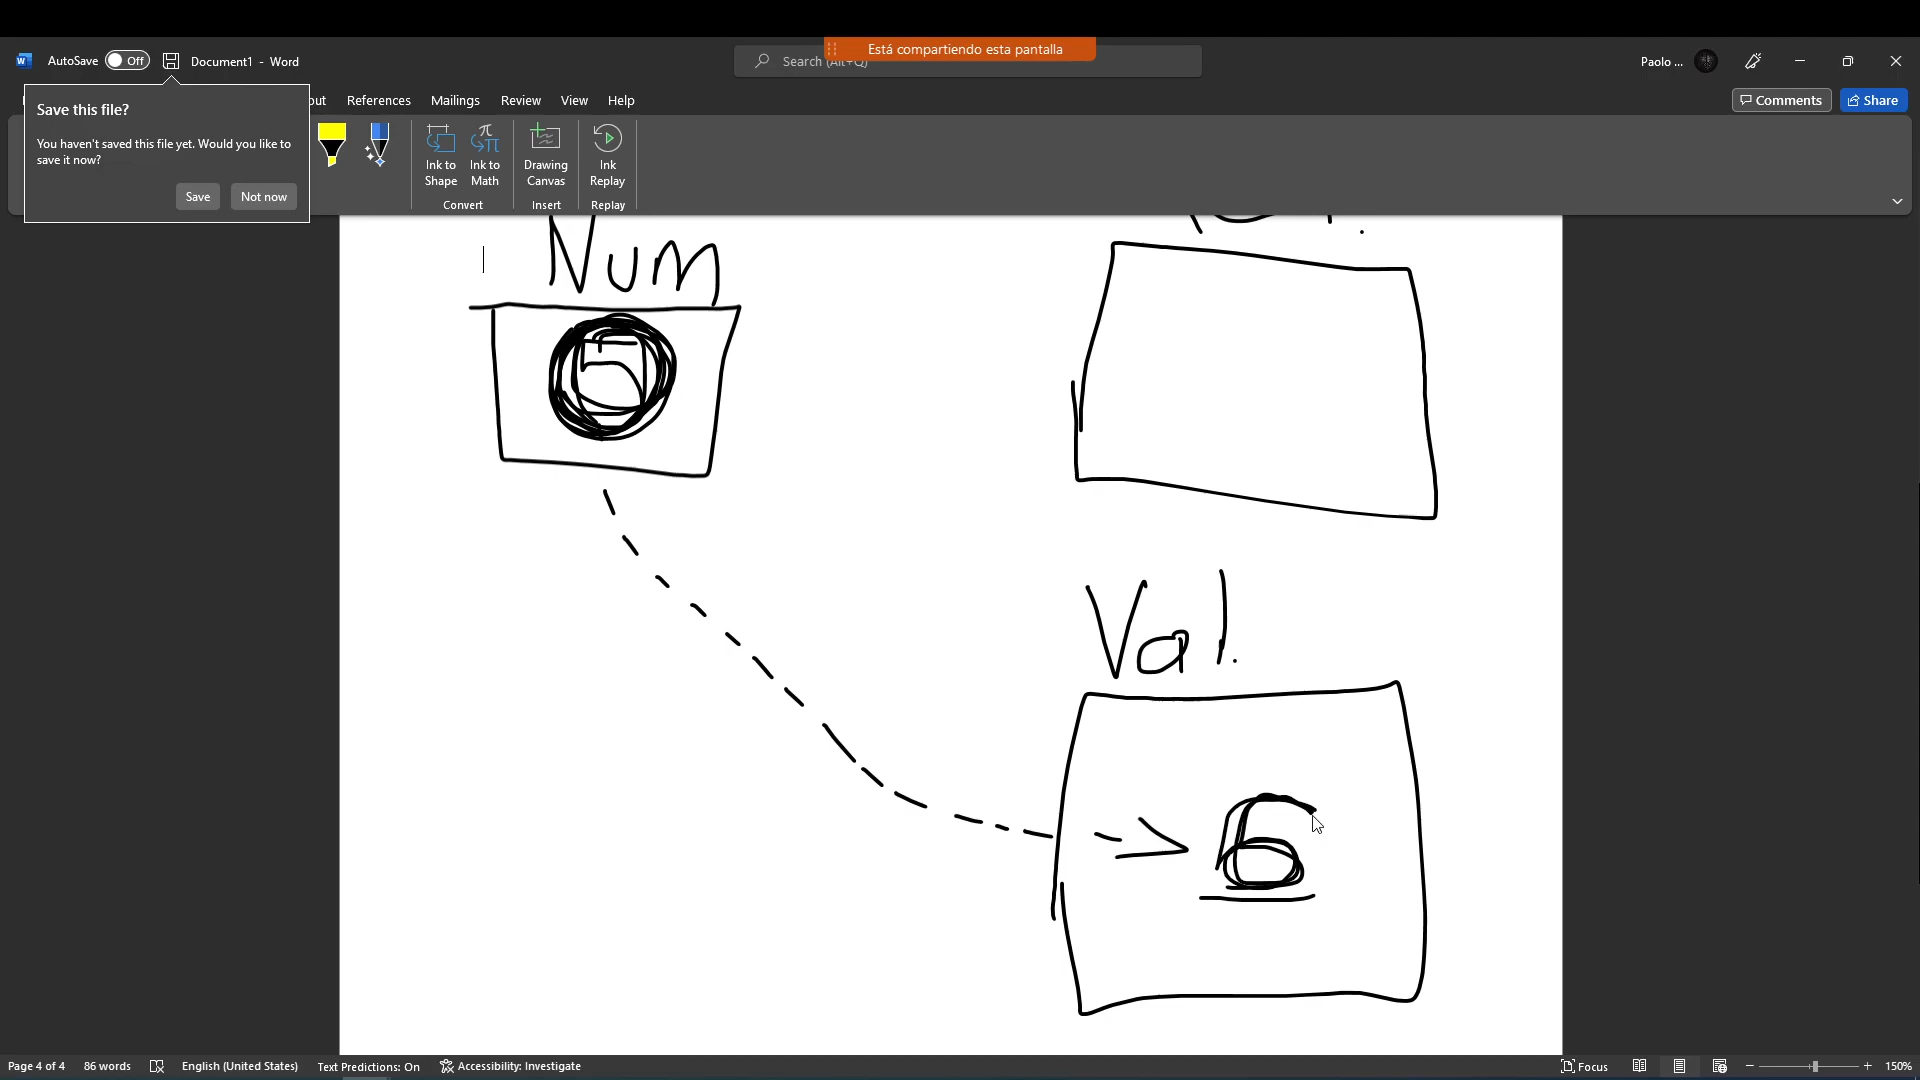 Está compartiendo esta pantalla
AutoSave Off Document1 - Word
Search (Alt+Q)
Paolo ...
References Mailings Review View Help
Comments Share
Save this file?
You haven't saved this file yet. Would you like to
save it now?
Save Not now
Ink to
Shape
Ink to
Math
Drawing
Canvas
Ink
Replay
Convert Insert Replay
Num
5
Val.
6
Page 4 of 4 86 words English (United States) Text Predictions: On Accessibility: Investigate Focus 150%